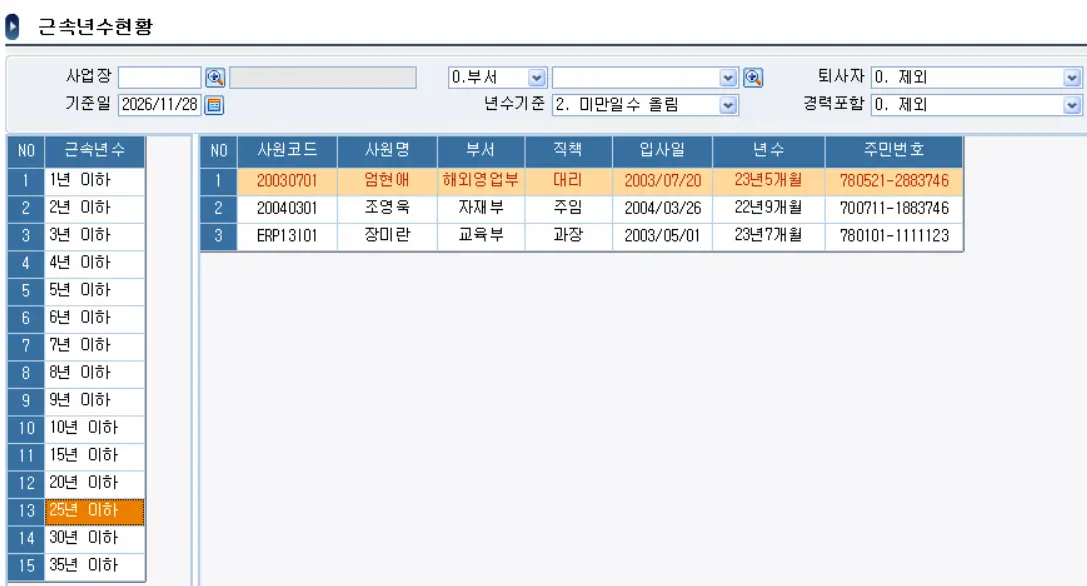 근속년수현황
사업장 0.부서 퇴사자 0. 제외
기준일 2026/11/28 년수기준 2. 미만일수 올림 경력포함 0. 제외
NO 근속년수
1 1년 이하
2 2년 이하
3 3년 이하
4 4년 이하
5 5년 이하
6 6년 이하
7 7년 이하
8 8년 이하
9 9년 이하
10 10년 이하
11 15년 이하
12 20년 이하
13 25년 이하
14 30년 이하
15 35년 이하
NO 사원코드 사원명 부서 직책 입사일 년수 주민번호
1 20030701 엄현애 해외영업부 대리 2003/07/20 23년5개월 780521-2883746
2 20040301 조영욱 자재부 주임 2004/03/26 22년9개월 700711-1883746
3 ERP13I01 장미란 교육부 과장 2003/05/01 23년7개월 780101-1111123